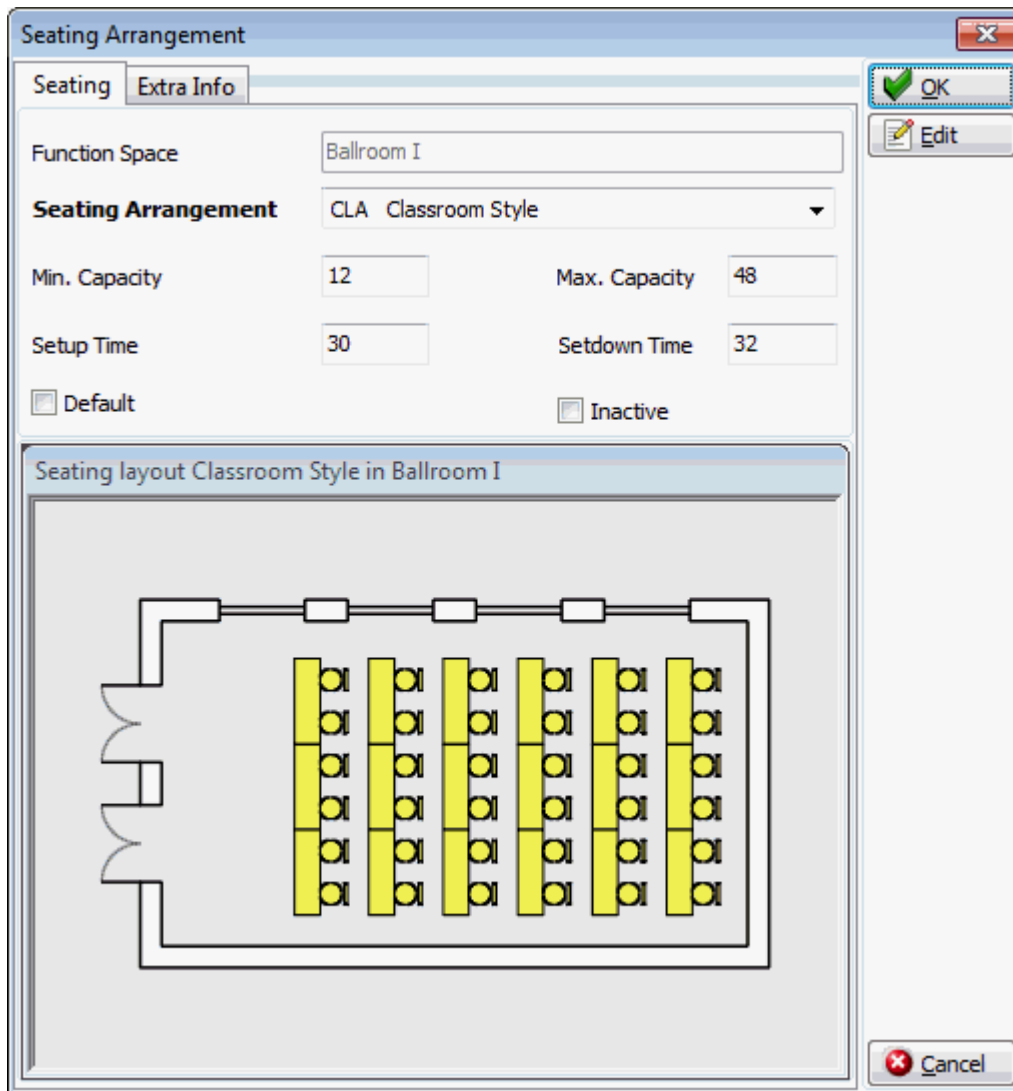 Seating Arrangement
Seating Extra Info
OK
Edit
Function Space Ballroom I
Seating Arrangement CLA Classroom Style
Min. Capacity 12 Max. Capacity 48
Setup Time 30 Setdown Time 32
Default Inactive
Seating layout Classroom Style in Ballroom I
Cancel